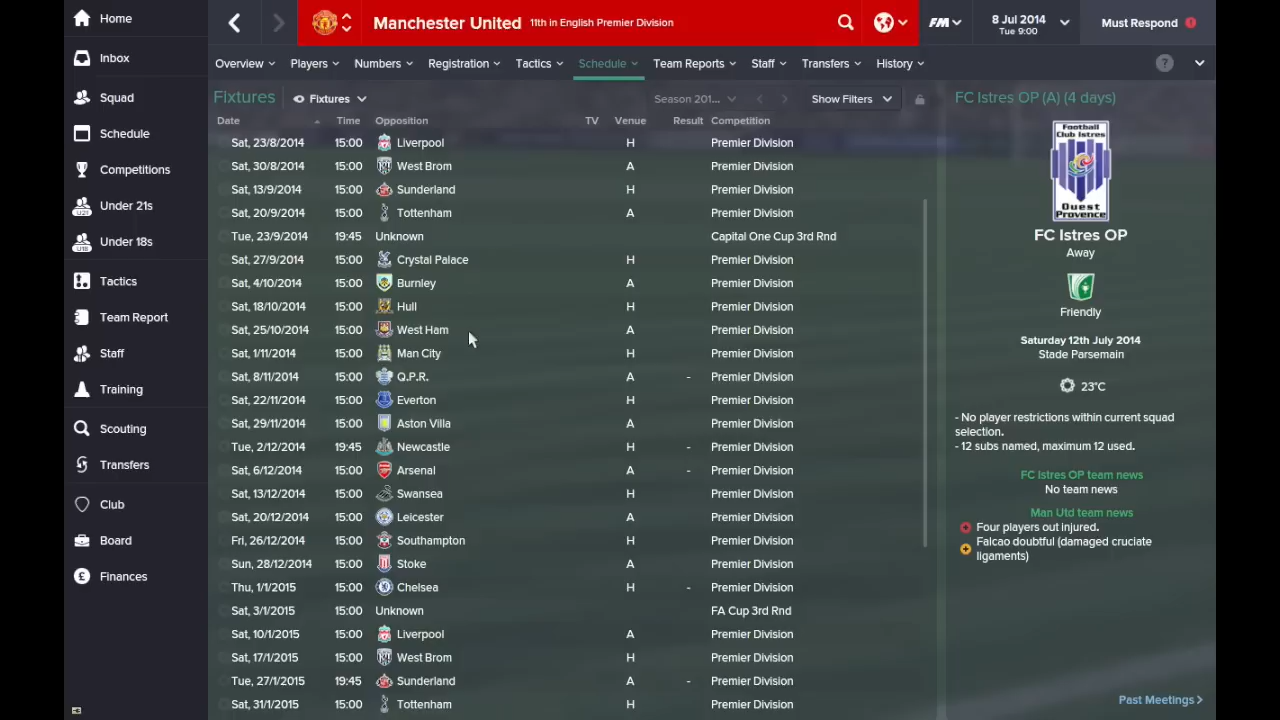 Home
Inbox
Squad
Schedule
Competitions
Under 21s
U21
Under 18s
U18
Tactics
Team Report
Staff
Training
Scouting
Transfers
Club
Board
Finances
Manchester United 11th in English Premier Division
FM
8 Jul 2014
Tue 9:00
Must Respond
Overview Players Numbers Registration Tactics Schedule Team Reports Staff Transfers History ?
Fixtures Fixtures Season 201... Show Filters
Date Time Opposition TV Venue Result Competition
Sat, 23/8/2014 15:00 Liverpool H Premier Division
Sat, 30/8/2014 15:00 West Brom A Premier Division
Sat, 13/9/2014 15:00 Sunderland H Premier Division
Sat, 20/9/2014 15:00 Tottenham A Premier Division
Tue, 23/9/2014 19:45 Unknown Capital One Cup 3rd Rnd
Sat, 27/9/2014 15:00 Crystal Palace H Premier Division
Sat, 4/10/2014 15:00 Burnley A Premier Division
Sat, 18/10/2014 15:00 Hull H Premier Division
Sat, 25/10/2014 15:00 West Ham A Premier Division
Sat, 1/11/2014 15:00 Man City H Premier Division
Sat, 8/11/2014 15:00 Q.P.R. A - Premier Division
Sat, 22/11/2014 15:00 Everton H Premier Division
Sat, 29/11/2014 15:00 Aston Villa A Premier Division
Tue, 2/12/2014 19:45 Newcastle H - Premier Division
Sat, 6/12/2014 15:00 Arsenal A - Premier Division
Sat, 13/12/2014 15:00 Swansea H Premier Division
Sat, 20/12/2014 15:00 Leicester A Premier Division
Fri, 26/12/2014 15:00 Southampton H Premier Division
Sun, 28/12/2014 15:00 Stoke A Premier Division
Thu, 1/1/2015 15:00 Chelsea H - Premier Division
Sat, 3/1/2015 15:00 Unknown FA Cup 3rd Rnd
Sat, 10/1/2015 15:00 Liverpool A Premier Division
Sat, 17/1/2015 15:00 West Brom H Premier Division
Tue, 27/1/2015 19:45 Sunderland A - Premier Division
Sat, 31/1/2015 15:00 Tottenham H Premier Division
FC Istres OP (A) (4 days)
Football
Club Istres
Ouest
Provence
FC Istres OP
Away
Friendly
Saturday 12th July 2014
Stade Parsemain
23°C
- No player restrictions within current squad
selection.
- 12 subs named, maximum 12 used.
FC Istres OP team news
No team news
Man Utd team news
Four players out injured.
Falcao doubtful (damaged cruciate
ligaments)
Past Meetings >